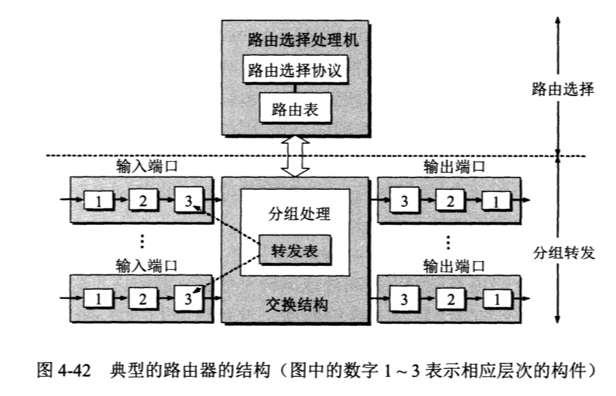 路由选择处理机
路由选择协议
路由表
路由选择
输入端口
输出端口
1 2 3
3 2 1
分组处理
转发表
交换结构
分组转发
输入端口
输出端口
1 2 3
3 2 1
图 4-42 典型的路由器的结构（图中的数字 1～3 表示相应层次的构件）